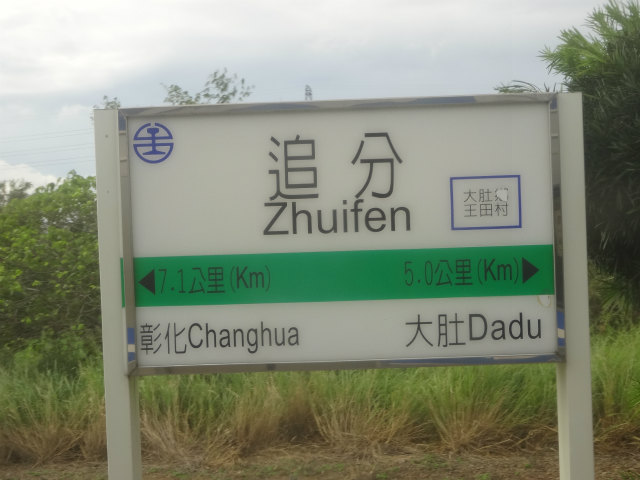 追分
Zhuifen
大肚鄉
王田村
◀7.1公里(Km)
5.0公里(Km)▶
彰化Changhua
大肚Dadu